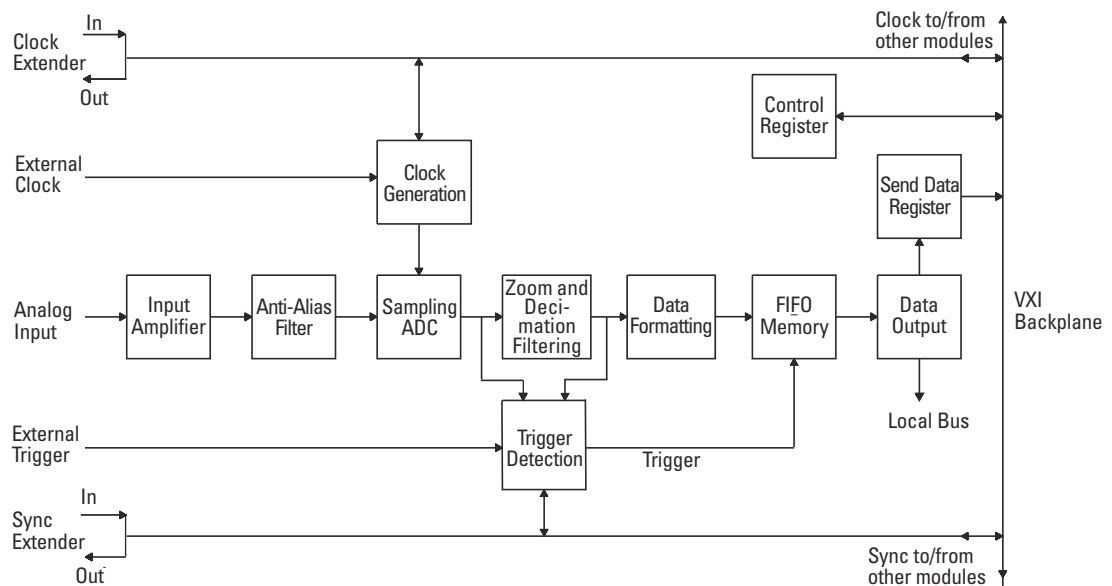 In
Clock
Extender
Out
Clock to/from
other modules
Control
Register
External
Clock
Clock
Generation
Send Data
Register
Analog
Input
Input
Amplifier
Anti-Alias
Filter
Sampling
ADC
Zoom and
Deci-
mation
Filtering
Data
Formatting
FIFO
Memory
Data
Output
VXI
Backplane
Local Bus
External
Trigger
Trigger
Detection
Trigger
In
Sync
Extender
Out
Sync to/from
other modules